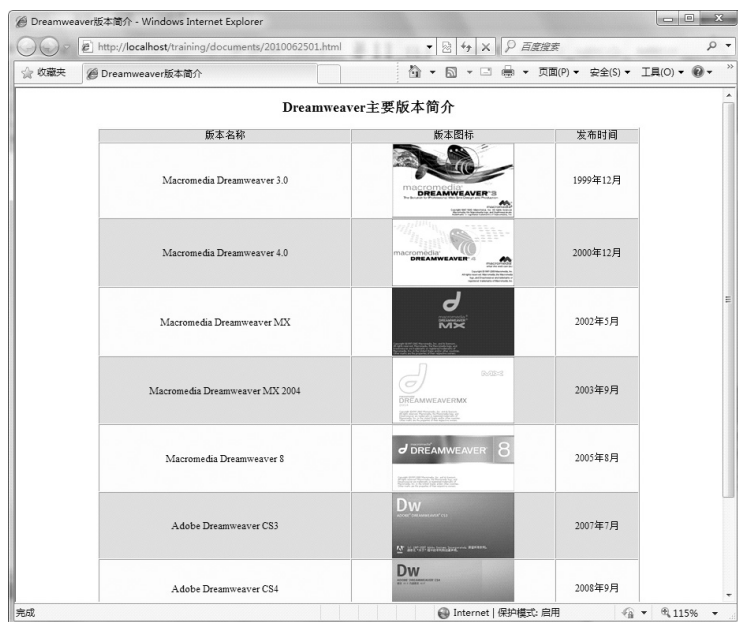 Dreamweaver版本简介 - Windows Internet Explorer
http://localhost/training/documents/2010062501.html
百度搜索
收藏夹
Dreamweaver版本简介
页面(P)
安全(S)
工具(O)
Dreamweaver主要版本简介
版本名称 版本图标 发布时间
macromedia
DREAMWEAVER 3
Macromedia Dreamweaver 3.0
1999年12月
macromedia
DREAMWEAVER 4
Macromedia Dreamweaver 4.0
2000年12月
DREAMWEAVER
MX
Macromedia Dreamweaver MX
2002年5月
DREAMWEAVERMX
Macromedia Dreamweaver MX 2004
2003年9月
DREAMWEAVER 8
Macromedia Dreamweaver 8
2005年8月
Dw
Adobe Dreamweaver CS3
2007年7月
Dw
Adobe Dreamweaver CS4
2008年9月
完成
Internet | 保护模式: 启用
115%